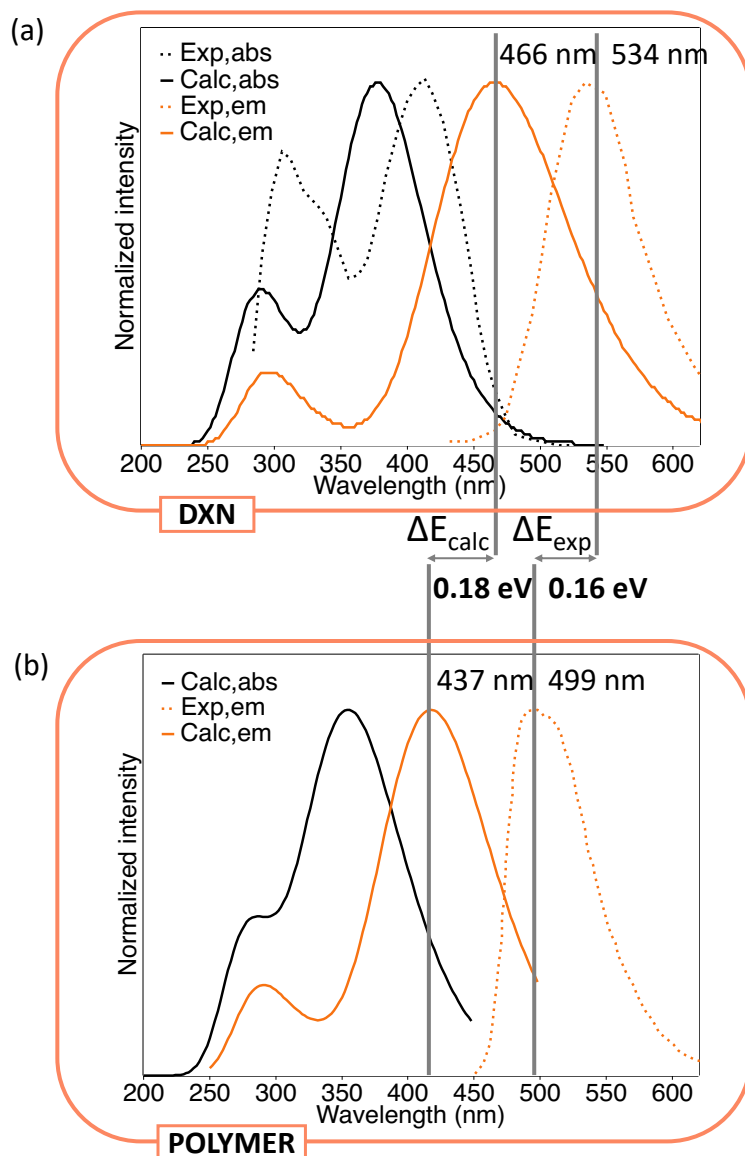 (a)
Exp,abs
Calc,abs
Exp,em
Calc,em
466 nm 534 nm
Normalized intensity
200 250 300 350 400 450 500 550 600
Wavelength (nm)
DXN
ΔEcalc ΔEexp
0.18 eV 0.16 eV
(b)
Calc,abs
Exp,em
Calc,em
437 nm 499 nm
Normalized intensity
200 250 300 350 400 450 500 550 600
Wavelength (nm)
POLYMER